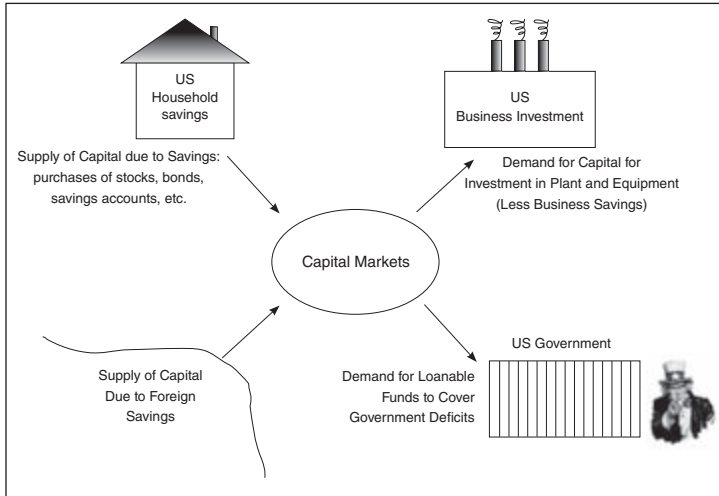 US
Household
savings
Supply of Capital due to Savings:
purchases of stocks, bonds,
savings accounts, etc.
US
Business Investment
Demand for Capital for
Investment in Plant and Equipment
(Less Business Savings)
Capital Markets
Supply of Capital
Due to Foreign
Savings
US Government
Demand for Loanable
Funds to Cover
Government Deficits